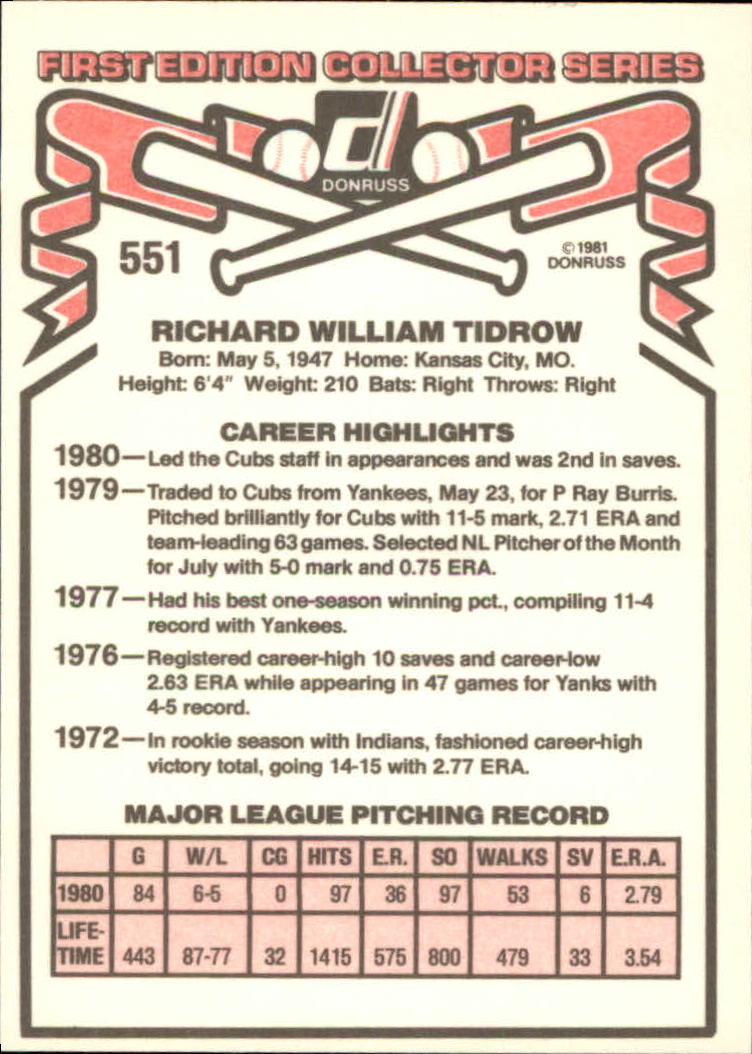 FIRST EDITION COLLECTOR SERIES
d
DONRUSS
551
© 1981
DONRUSS
RICHARD WILLIAM TIDROW
Born: May 5, 1947 Home: Kansas City, MO.
Height: 6'4" Weight: 210 Bats: Right Throws: Right
CAREER HIGHLIGHTS
1980—Led the Cubs staff in appearances and was 2nd in saves.
1979—Traded to Cubs from Yankees, May 23, for P Ray Burris.
Pitched brilliantly for Cubs with 11-5 mark, 2.71 ERA and
team-leading 63 games. Selected NL Pitcher of the Month
for July with 5-0 mark and 0.75 ERA.
1977—Had his best one-season winning pct., compiling 11-4
record with Yankees.
1976—Registered career-high 10 saves and career-low
2.63 ERA while appearing in 47 games for Yanks with
4-5 record.
1972—In rookie season with Indians, fashioned career-high
victory total, going 14-15 with 2.77 ERA.
MAJOR LEAGUE PITCHING RECORD
G W/L CG HITS E.R. SO WALKS SV E.R.A.
1980 84 6-5 0 97 36 97 53 6 2.79
LIFE-
TIME 443 87-77 32 1415 575 800 479 33 3.54